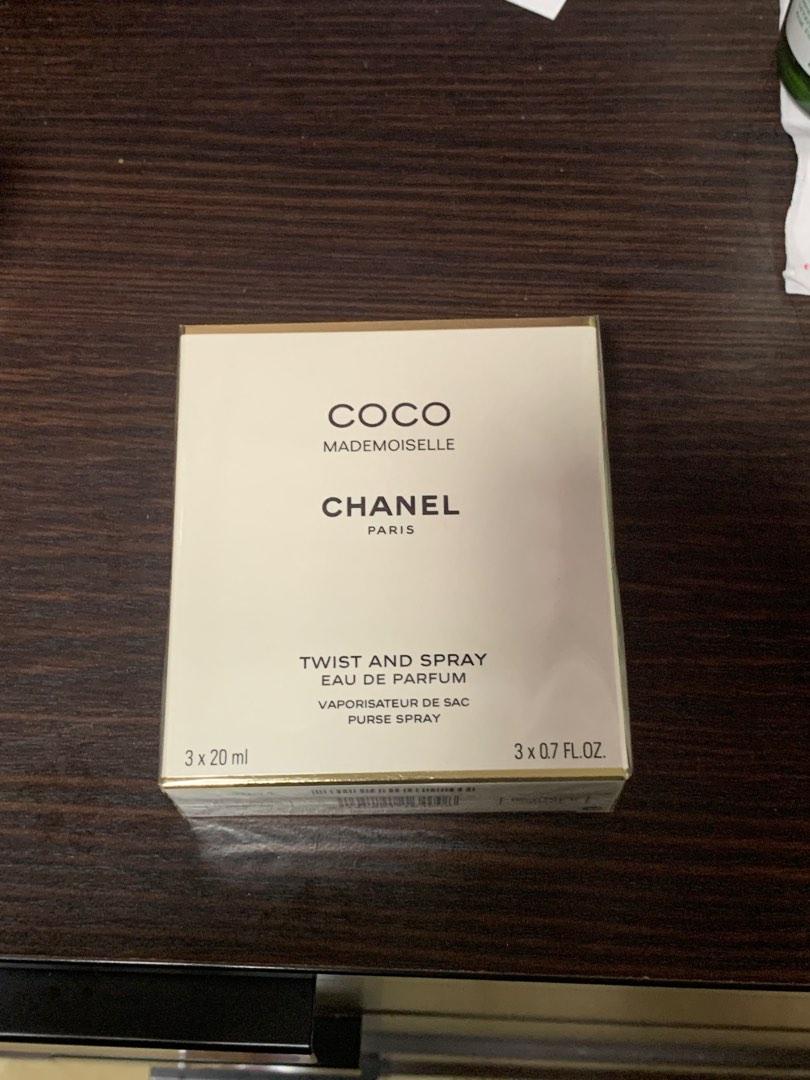 COCO
MADEMOISELLE
CHANEL
PARIS
TWIST AND SPRAY
EAU DE PARFUM
VAPORISATEUR DE SAC
PURSE SPRAY
3 x 20 ml
3 x 0.7 FL.OZ.